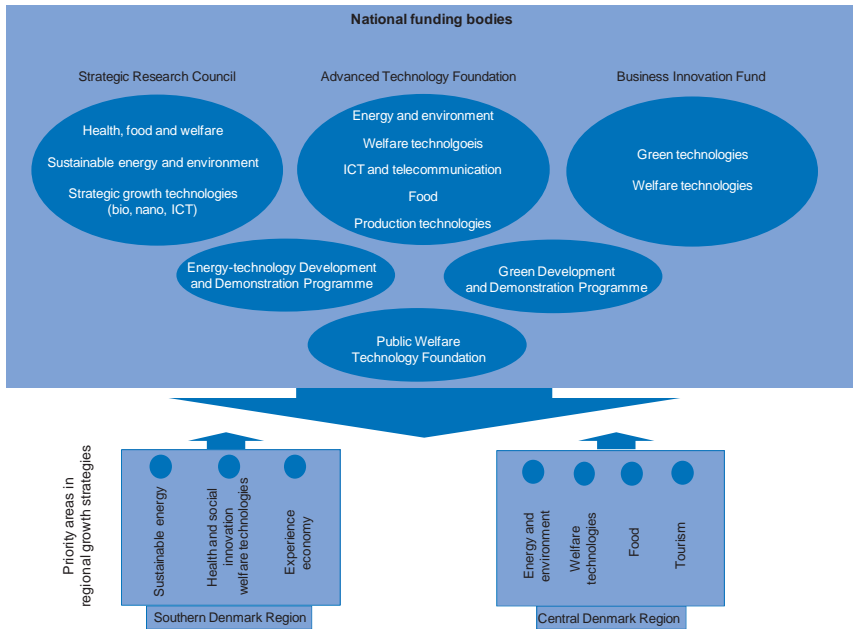 National funding bodies
Strategic Research Council
Advanced Technology Foundation
Business Innovation Fund
Health, food and welfare
Sustainable energy and environment
Strategic growth technologies
(bio, nano, ICT)
Energy and environment
Welfare technolgoeis
ICT and telecommunication
Food
Production technologies
Green technologies
Welfare technologies
Energy-technology Development
and Demonstration Programme
Green Development
and Demonstration Programme
Public Welfare
Technology Foundation
Priority areas in
regional growth strategies
Sustainable energy
Health and social
innovation
welfare technologies
Experience
economy
Southern Denmark Region
Energy and
environment
Welfare
technologies
Food
Tourism
Central Denmark Region